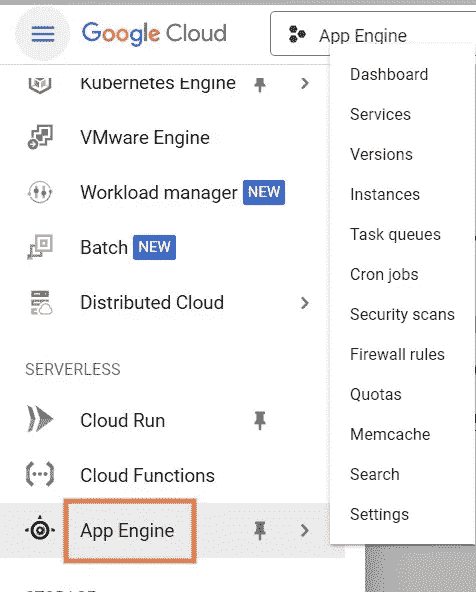 Google Cloud
App Engine
Kubernetes Engine
VMware Engine
Workload manager NEW
Batch NEW
Distributed Cloud
SERVERLESS
Cloud Run
Cloud Functions
App Engine
Dashboard
Services
Versions
Instances
Task queues
Cron jobs
Security scans
Firewall rules
Quotas
Memcache
Search
Settings